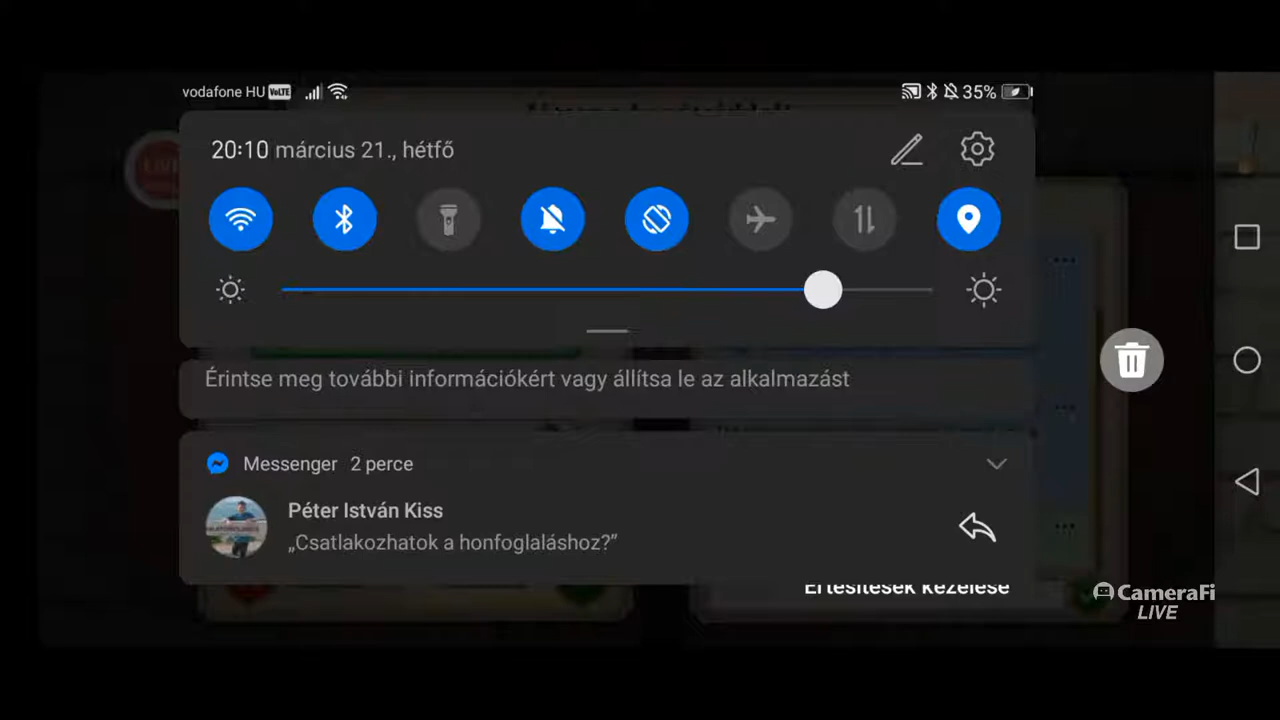 vodafone HU VoLTE
35%
20:10 március 21., hétfő
LIVE
Érintse meg további információkért vagy állítsa le az alkalmazást
Messenger 2 perce
Péter István Kiss
„Csatlakozhatok a honfoglaláshoz?”
Értesítések kezelése
CameraFi
LIVE